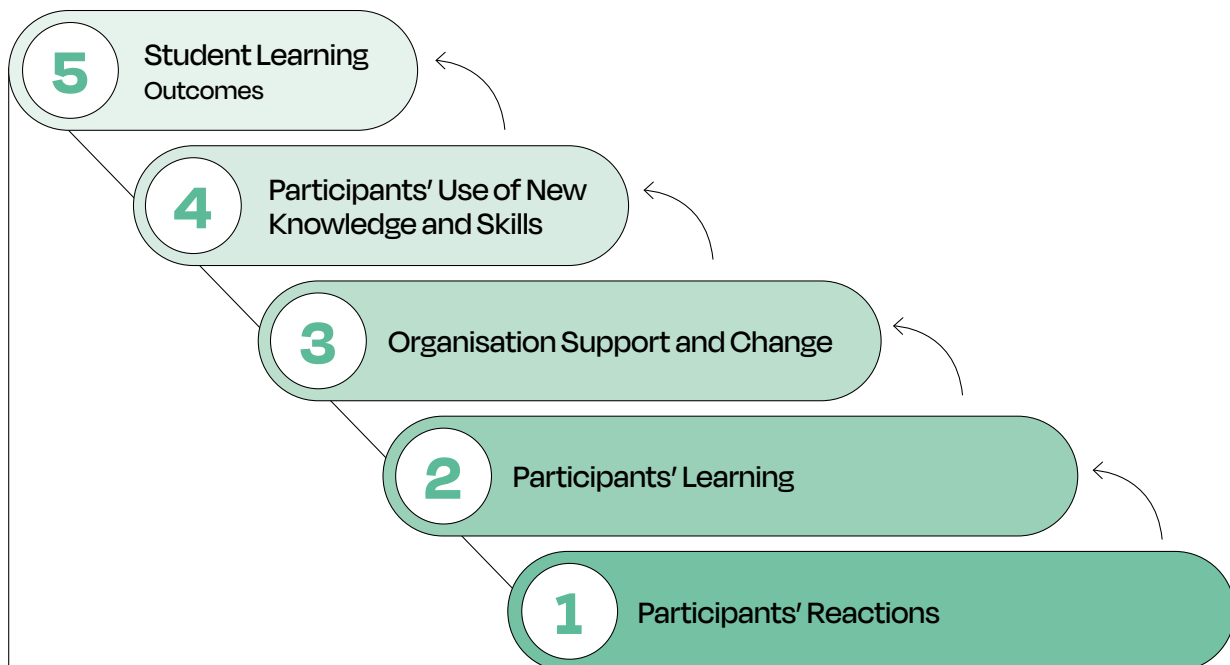 5
Student Learning
Outcomes
4
Participants’ Use of New
Knowledge and Skills
3
Organisation Support and Change
2
Participants’ Learning
1
Participants’ Reactions